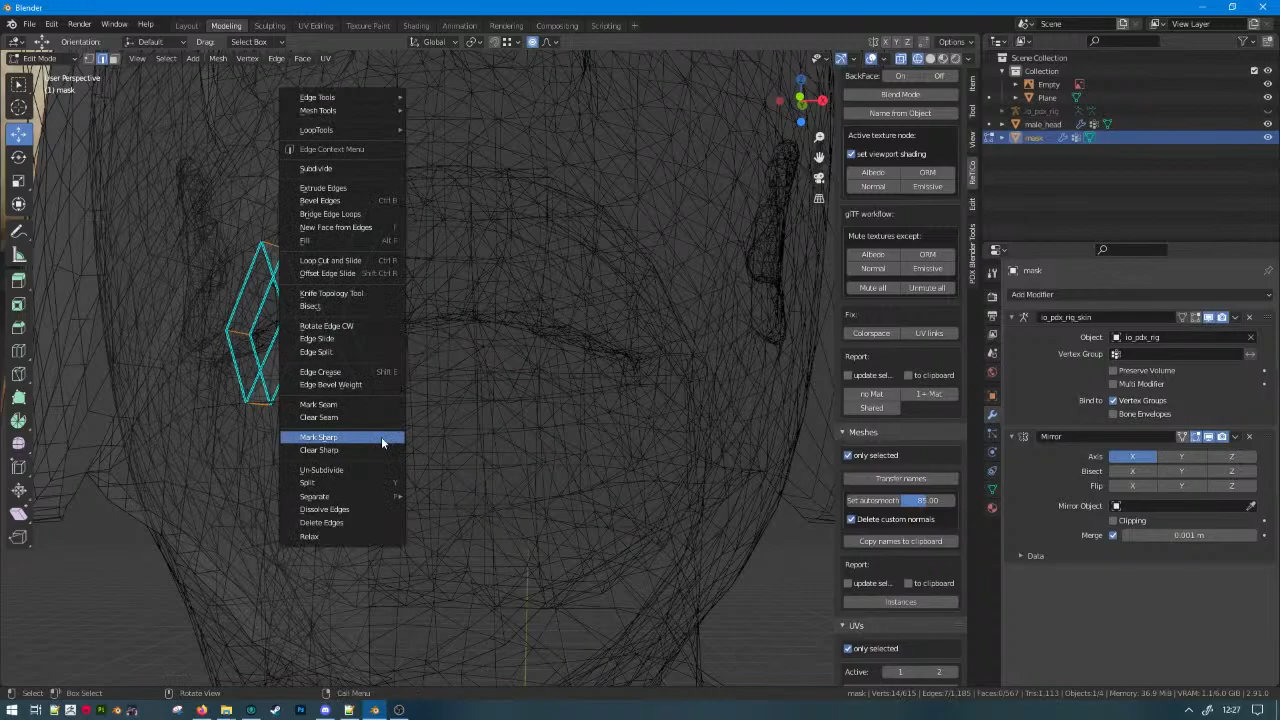 Blender
File Edit Render Window Help Layout Modeling Sculpting UV Editing Texture Paint Shading Animation Rendering Compositing Scripting + Scene View Layer
Orientation: Default Drag: Select Box Global X Y Z Options
Edit Mode View Select Add Mesh Vertex Edge Face UV
User Perspective
(1) mask
Edge Tools
Mesh Tools
LoopTools
Edge Context Menu
Subdivide
Extrude Edges
Bevel Edges Ctrl B
Bridge Edge Loops
New Face from Edges F
Fill Alt F
Loop Cut and Slide Ctrl R
Offset Edge Slide Shift Ctrl R
Knife Topology Tool
Bisect
Rotate Edge CW
Edge Slide
Edge Split
Edge Crease Shift E
Edge Bevel Weight
Mark Seam
Clear Seam
Mark Sharp
Clear Sharp
Un-Subdivide
Split Y
Separate P
Dissolve Edges
Delete Edges
Relax
BackFace: On Off
Blend Mode
Name from Object
Active texture node:
set viewport shading
Albedo ORM
Normal Emissive
glTF workflow:
Mute textures except:
Albedo ORM
Normal Emissive
Mute all Unmute all
Fix:
Colorspace UV links
Report:
update sel... to clipboard
no Mat 1+ Mat
Shared
Meshes
only selected
Transfer names
Set autosmooth 85.00
Delete custom normals
Copy names to clipboard
Report:
update sel... to clipboard
Instances
UVs
only selected
Active: 1 2
Item
Tool
View
ReTiCo
Edit
PDX Blender Tools
Scene Collection
Collection
Empty
Plane
io_pdx_rig
male_head
mask
mask
Add Modifier
io_pdx_rig_skin
Object io_pdx_rig
Vertex Group
Preserve Volume
Multi Modifier
Bind to Vertex Groups
Bone Envelopes
Mirror
Axis X Y Z
Bisect X Y Z
Flip X Y Z
Mirror Object
Clipping
Merge 0.001 m
Data
Select Box Select Rotate View Call Menu mask | Verts:14/615 | Edges:7/1,185 | Faces:0/567 | Tris:1,113 | Objects:1/4 | Memory: 36.9 MiB | VRAM: 1.1/6.0 GiB | 2.91.0
12:27